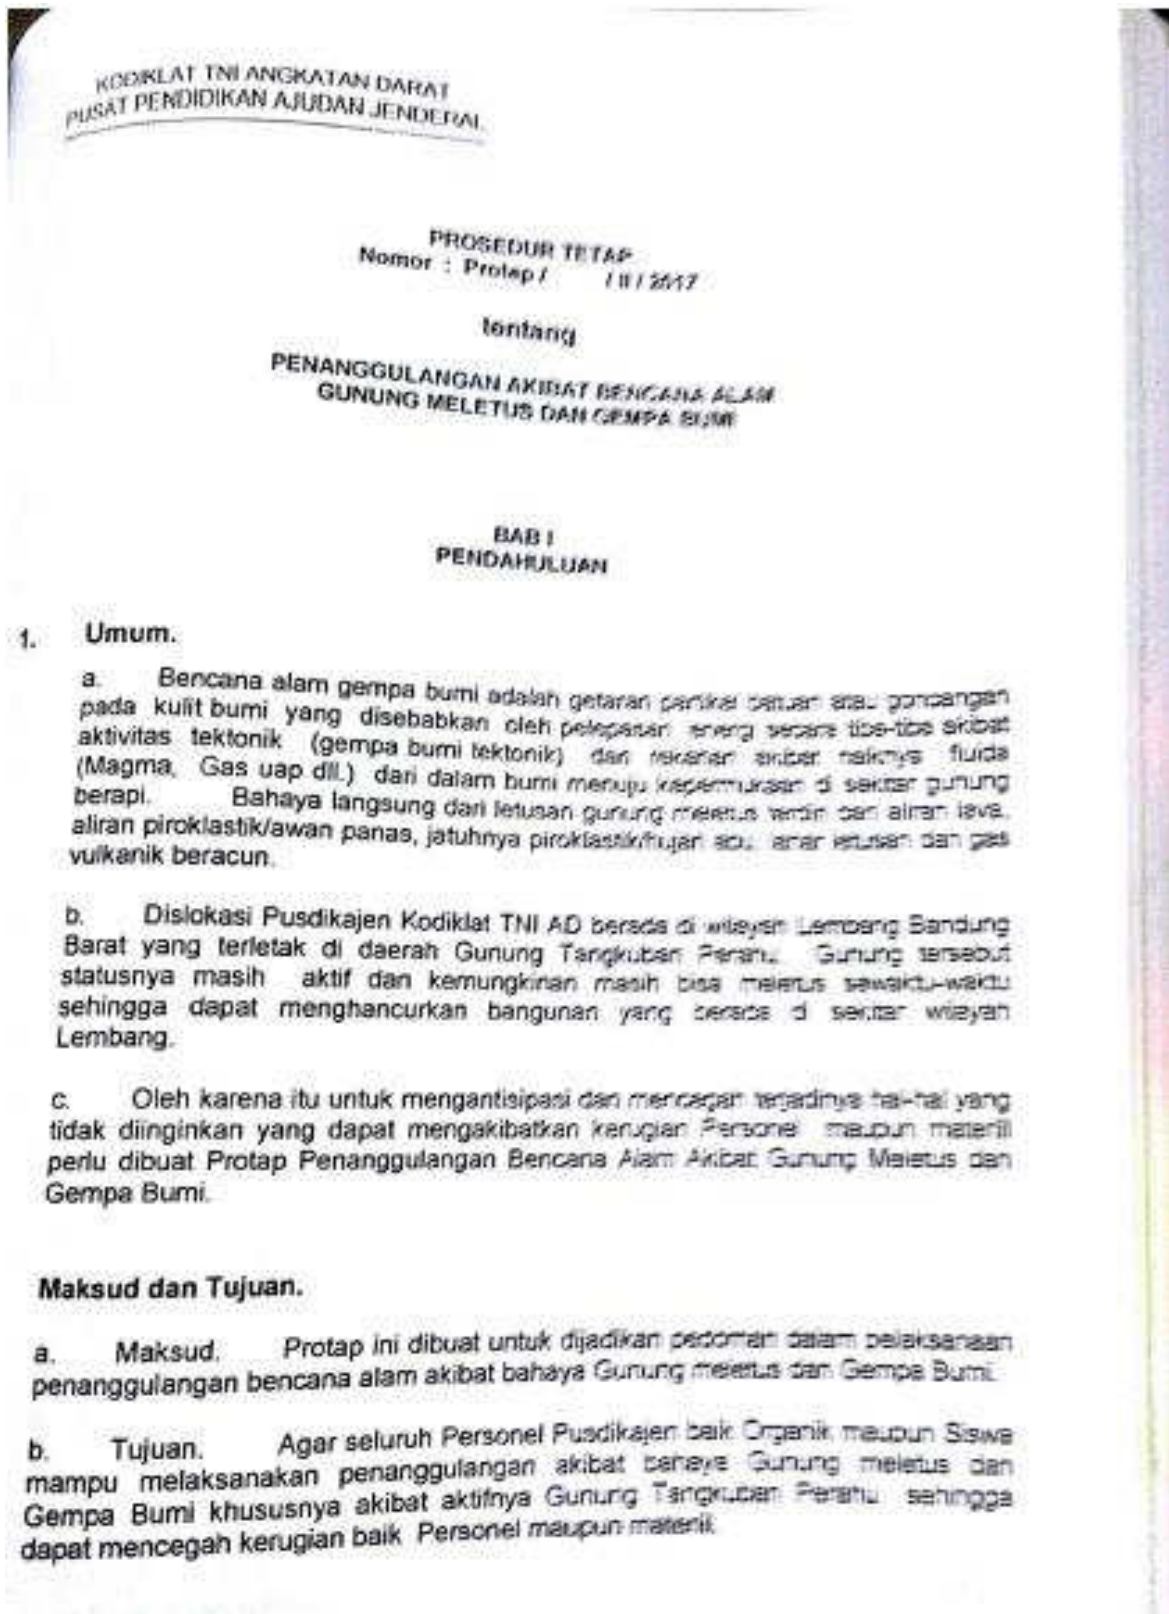 KODIKLAT TNI ANGKATAN DARAT
PUSAT PENDIDIKAN AJUDAN JENDERAL
PROSEDUR TETAP
Nomor : Protap / / II / 2017
tentang
PENANGGULANGAN AKIBAT BENCANA ALAM
GUNUNG MELETUS DAN GEMPA BUMI
BAB I
PENDAHULUAN
1. Umum.
a. Bencana alam gempa bumi adalah getaran partikel batuan atau goncangan
pada kulit bumi yang disebabkan oleh pelepasan energi secara tiba-tiba akibat
aktivitas tektonik (gempa bumi tektonik) dan rekanan akibat naiknya fluida
(Magma, Gas uap dll.) dari dalam bumi menuju kepermukaan di sekitar gunung
berapi. Bahaya langsung dari letusan gunung meletus terdiri dari aliran lava,
aliran piroklastik/awan panas, jatuhnya piroklastik/hujan abu, letusan dan gas
vulkanik beracun.
b. Dislokasi Pusdikajen Kodiklat TNI AD berada di wilayah Lembang Bandung
Barat yang terletak di daerah Gunung Tangkuban Perahu. Gunung tersebut
statusnya masih aktif dan kemungkinan masih bisa meletus sewaktu-waktu
sehingga dapat menghancurkan bangunan yang berada di sekitar wilayah
Lembang.
c. Oleh karena itu untuk mengantisipasi dan mencegah terjadinya hal-hal yang
tidak diinginkan yang dapat mengakibatkan kerugian Personel maupun materiil
perlu dibuat Protap Penanggulangan Bencana Alam Akibat Gunung Meletus dan
Gempa Bumi.
Maksud dan Tujuan.
a. Maksud. Protap ini dibuat untuk dijadikan pedoman dalam pelaksanaan
penanggulangan bencana alam akibat bahaya Gunung meletus dan Gempa Bumi.
b. Tujuan. Agar seluruh Personel Pusdikajen baik Organik maupun Siswa
mampu melaksanakan penanggulangan akibat bahaya Gunung meletus dan
Gempa Bumi khususnya akibat aktifnya Gunung Tangkuban Perahu sehingga
dapat mencegah kerugian baik Personel maupun materiil.